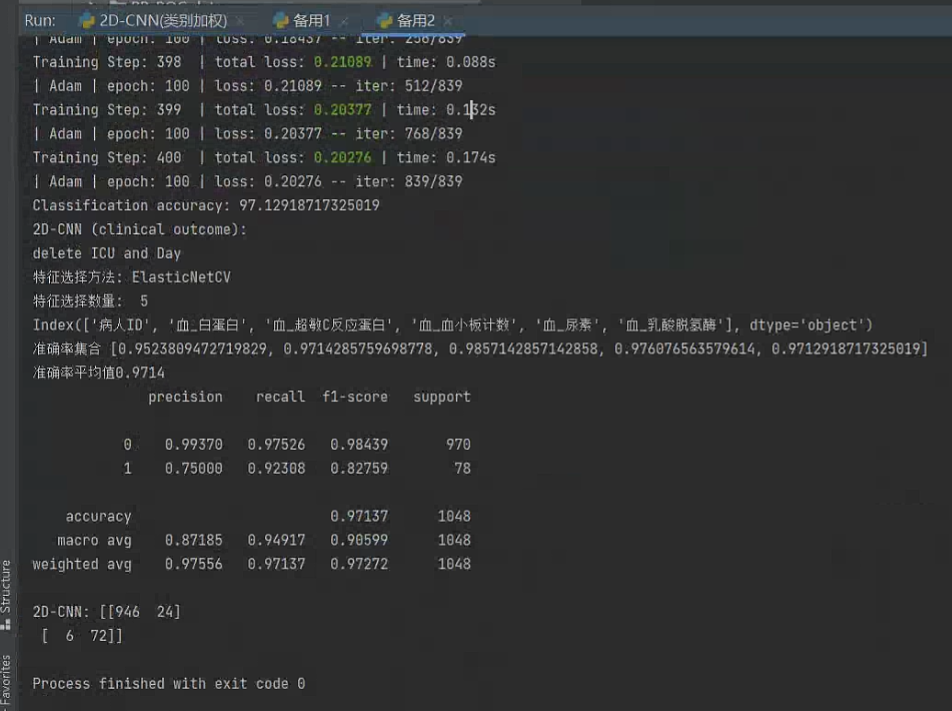 Run: 2D-CNN(类别加权) × 备用1 × 备用2 ×
| Adam | epoch: 100 | loss: 0.18437 -- iter: 256/839
Training Step: 398 | total loss: 0.21089 | time: 0.088s
| Adam | epoch: 100 | loss: 0.21089 -- iter: 512/839
Training Step: 399 | total loss: 0.20377 | time: 0.132s
| Adam | epoch: 100 | loss: 0.20377 -- iter: 768/839
Training Step: 400 | total loss: 0.20276 | time: 0.174s
| Adam | epoch: 100 | loss: 0.20276 -- iter: 839/839
Classification accuracy: 97.12918717325019
2D-CNN (clinical outcome):
delete ICU and Day
特征选择方法: ElasticNetCV
特征选择数量: 5
Index(['病人ID', '血_白蛋白', '血_超敏C反应蛋白', '血_血小板计数', '血_尿素', '血_乳酸脱氢酶'], dtype='object')
准确率集合 [0.9523809472719829, 0.9714285759698778, 0.9857142857142858, 0.976076563579614, 0.9712918717325019]
准确率平均值0.9714
precision recall f1-score support
0 0.99370 0.97526 0.98439 970
1 0.75000 0.92308 0.82759 78
accuracy 0.97137 1048
macro avg 0.87185 0.94917 0.90599 1048
weighted avg 0.97556 0.97137 0.97272 1048
2D-CNN: [[946 24]
[ 6 72]]
Process finished with exit code 0
Structure
Favorites